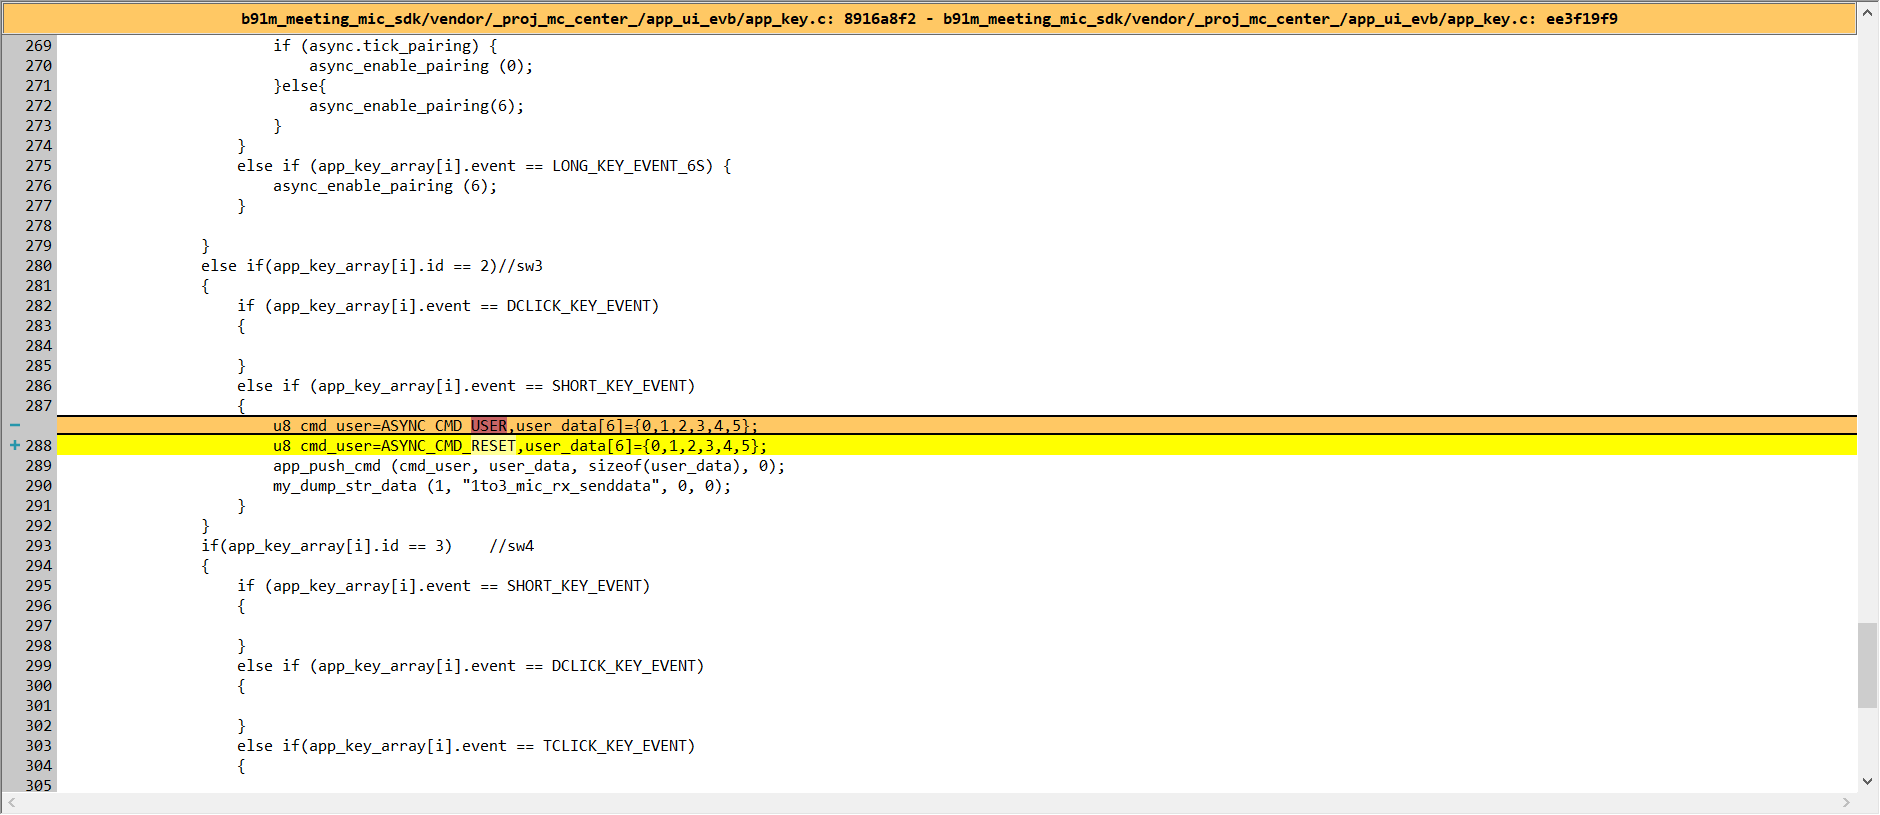 b91m_meeting_mic_sdk/vendor/_proj_mc_center_/app_ui_evb/app_key.c: 8916a8f2 - b91m_meeting_mic_sdk/vendor/_proj_mc_center_/app_ui_evb/app_key.c: ee3f19f9
269 if (async.tick_pairing) {
270 async_enable_pairing (0);
271 }else{
272 async_enable_pairing(6);
273 }
274 }
275 else if (app_key_array[i].event == LONG_KEY_EVENT_6S) {
276 async_enable_pairing (6);
277 }
278
279 }
280 else if(app_key_array[i].id == 2)//sw3
281 {
282 if (app_key_array[i].event == DCLICK_KEY_EVENT)
283 {
284
285 }
286 else if (app_key_array[i].event == SHORT_KEY_EVENT)
287 {
- u8 cmd_user=ASYNC_CMD_USER,user_data[6]={0,1,2,3,4,5};
+ 288 u8 cmd_user=ASYNC_CMD_RESET,user_data[6]={0,1,2,3,4,5};
289 app_push_cmd (cmd_user, user_data, sizeof(user_data), 0);
290 my_dump_str_data (1, "1to3_mic_rx_senddata", 0, 0);
291 }
292 }
293 if(app_key_array[i].id == 3) //sw4
294 {
295 if (app_key_array[i].event == SHORT_KEY_EVENT)
296 {
297
298 }
299 else if (app_key_array[i].event == DCLICK_KEY_EVENT)
300 {
301
302 }
303 else if(app_key_array[i].event == TCLICK_KEY_EVENT)
304 {
305